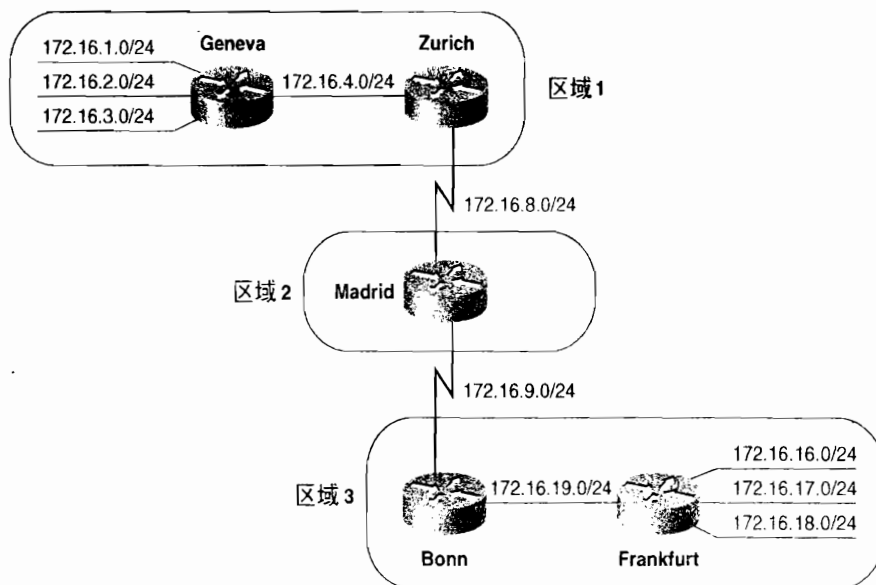 Geneva
Zurich
172.16.1.0/24
172.16.2.0/24
172.16.3.0/24
172.16.4.0/24
区域 1
172.16.8.0/24
区域 2
Madrid
172.16.9.0/24
区域 3
172.16.19.0/24
172.16.16.0/24
172.16.17.0/24
172.16.18.0/24
Bonn
Frankfurt